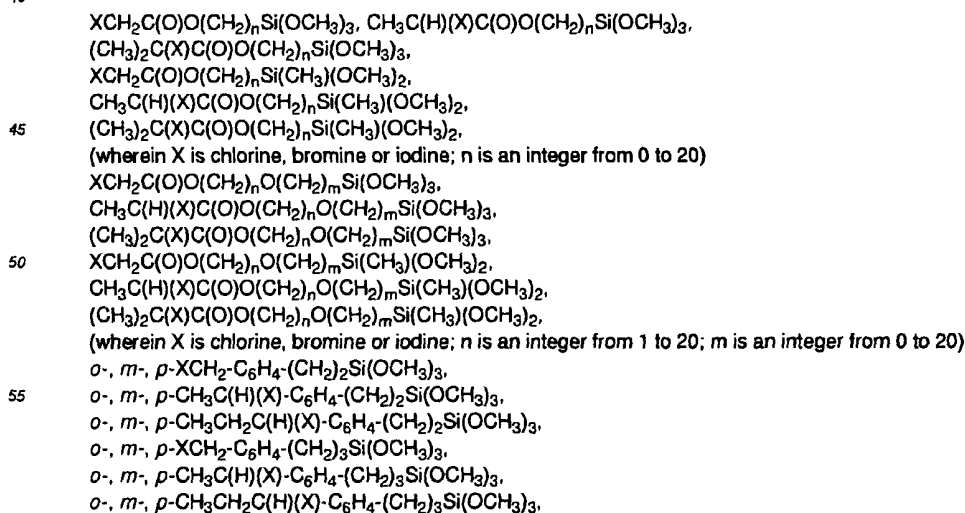 XCH₂C(O)O(CH₂)ₙSi(OCH₃)₃, CH₃C(H)(X)C(O)O(CH₂)ₙSi(OCH₃)₃,
(CH₃)₂C(X)C(O)O(CH₂)ₙSi(OCH₃)₃,
XCH₂C(O)O(CH₂)ₙSi(CH₃)(OCH₃)₂,
CH₃C(H)(X)C(O)O(CH₂)ₙSi(CH₃)(OCH₃)₂,
45 (CH₃)₂C(X)C(O)O(CH₂)ₙSi(CH₃)(OCH₃)₂,
(wherein X is chlorine, bromine or iodine; n is an integer from 0 to 20)
XCH₂C(O)O(CH₂)ₙO(CH₂)ₘSi(OCH₃)₃,
CH₃C(H)(X)C(O)O(CH₂)ₙO(CH₂)ₘSi(OCH₃)₃,
(CH₃)₂C(X)C(O)O(CH₂)ₙO(CH₂)ₘSi(OCH₃)₃,
50 XCH₂C(O)O(CH₂)ₙO(CH₂)ₘSi(CH₃)(OCH₃)₂,
CH₃C(H)(X)C(O)O(CH₂)ₙO(CH₂)ₘSi(CH₃)(OCH₃)₂,
(CH₃)₂C(X)C(O)O(CH₂)ₙO(CH₂)ₘSi(CH₃)(OCH₃)₂,
(wherein X is chlorine, bromine or iodine; n is an integer from 1 to 20; m is an integer from 0 to 20)
o-, m-, p-XCH₂-C₆H₄-(CH₂)₂Si(OCH₃)₃,
55 o-, m-, p-CH₃C(H)(X)-C₆H₄-(CH₂)₂Si(OCH₃)₃,
o-, m-, p-CH₃CH₂C(H)(X)-C₆H₄-(CH₂)₂Si(OCH₃)₃,
o-, m-, p-XCH₂-C₆H₄-(CH₂)₃Si(OCH₃)₃,
o-, m-, p-CH₃C(H)(X)-C₆H₄-(CH₂)₃Si(OCH₃)₃,
o-, m-, p-CH₃CH₂C(H)(X)-C₆H₄-(CH₂)₃Si(OCH₃)₃,